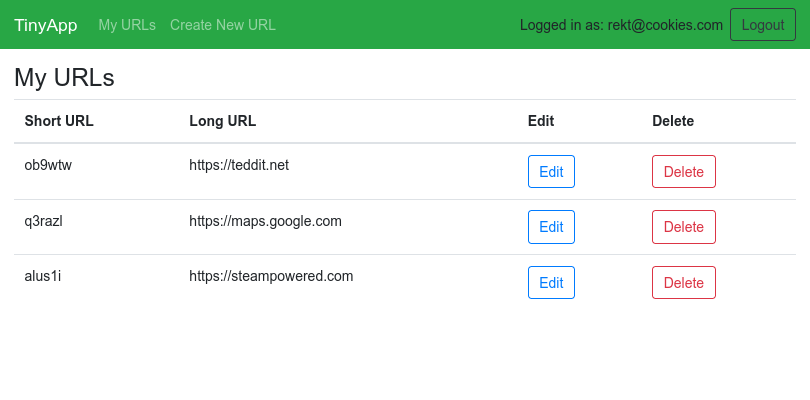 TinyApp My URLs Create New URL Logged in as: rekt@cookies.com Logout
My URLs
Short URL Long URL Edit Delete
ob9wtw https://teddit.net Edit Delete
q3razl https://maps.google.com Edit Delete
alus1i https://steampowered.com Edit Delete